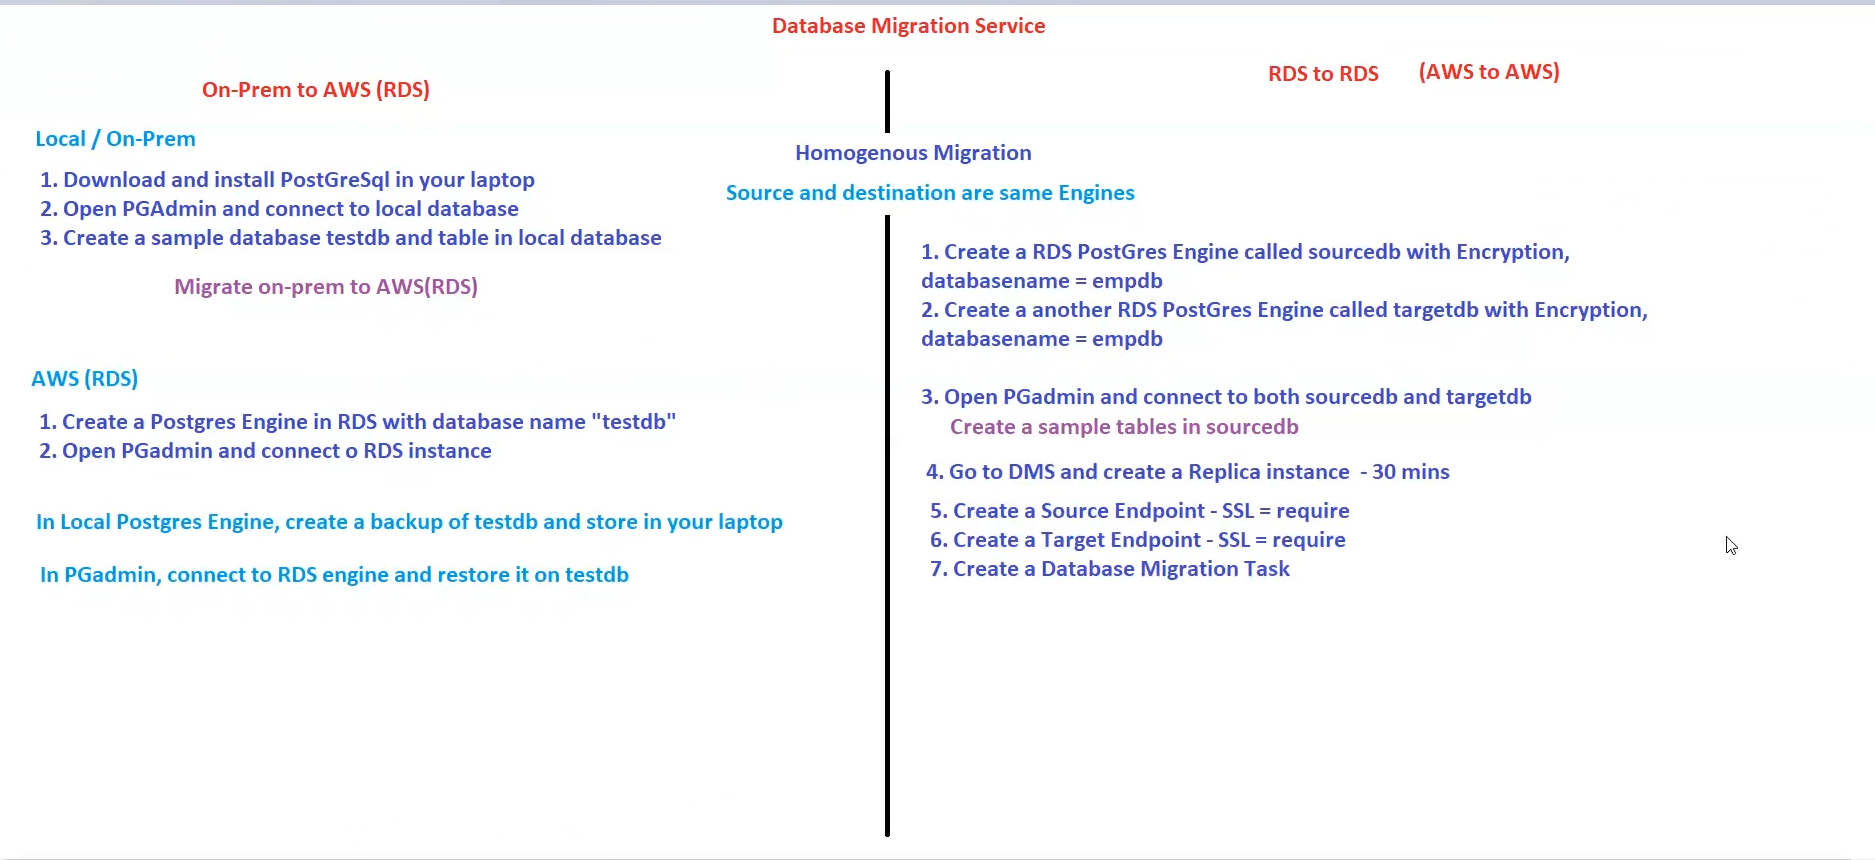 Database Migration Service
On-Prem to AWS (RDS)
Local / On-Prem
1. Download and install PostGreSql in your laptop
2. Open PGAdmin and connect to local database
3. Create a sample database testdb and table in local database
Migrate on-prem to AWS(RDS)
AWS (RDS)
1. Create a Postgres Engine in RDS with database name "testdb"
2. Open PGadmin and connect o RDS instance
In Local Postgres Engine, create a backup of testdb and store in your laptop
In PGadmin, connect to RDS engine and restore it on testdb
Homogenous Migration
Source and destination are same Engines
RDS to RDS (AWS to AWS)
1. Create a RDS PostGres Engine called sourcedb with Encryption,
databasename = empdb
2. Create a another RDS PostGres Engine called targetdb with Encryption,
databasename = empdb
3. Open PGadmin and connect to both sourcedb and targetdb
Create a sample tables in sourcedb
4. Go to DMS and create a Replica instance - 30 mins
5. Create a Source Endpoint - SSL = require
6. Create a Target Endpoint - SSL = require
7. Create a Database Migration Task